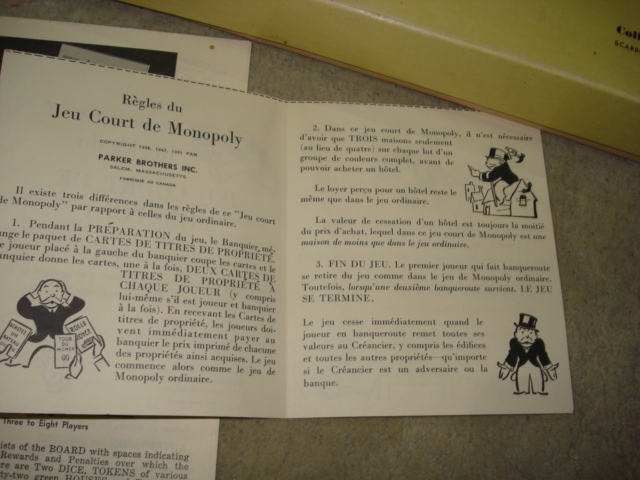 Règles du
Jeu Court de Monopoly
COPYRIGHT 1936, 1947, 1951 PAR
PARKER BROTHERS INC.
SALEM, MASSACHUSETTS
FABRIQUÉ AU CANADA
Il existe trois différences dans les règles de ce "Jeu court
de Monopoly" par rapport à celles du jeu ordinaire.
1. Pendant la PRÉPARATION du jeu, le Banquier, mé-
lange le paquet de CARTES DE TITRES DE PROPRIÉTÉ.
Le joueur placé à la gauche du banquier coupe les cartes et le
banquier donne les cartes, une à la fois, DEUX CARTES DE
TITRES DE PROPRIÉTÉ À
CHAQUE JOUEUR (y compris
lui-même s'il est joueur et banquier
à la fois). En recevant les Cartes de
titres de propriété, les joueurs doi-
vent immédiatement payer au
banquier le prix imprimé de chacune
des propriétés ainsi acquises. Le jeu
commence alors comme le jeu de
Monopoly ordinaire.
2. Dans ce jeu court de Monopoly, il n'est nécessaire
d'avoir que TROIS maisons seulement
(au lieu de quatre) sur chaque lot d'un
groupe de couleurs complet, avant de
pouvoir acheter un hôtel.
Le loyer perçu pour un hôtel reste le
même que dans le jeu ordinaire.
La valeur de cessation d'un hôtel est toujours la moitié
du prix d'achat, lequel dans ce jeu court de Monopoly est une
maison de moins que dans le jeu ordinaire.
3. FIN DU JEU. Le premier joueur qui fait banqueroute
se retire du jeu comme dans le jeu de Monopoly ordinaire.
Toutefois, lorsqu'une deuxième banqueroute survient, LE JEU
SE TERMINE.
Le jeu cesse immédiatement quand le
joueur en banqueroute remet toutes ses
valeurs au Créancier, y compris les édifices
et toutes les autres propriétés—qu'importe
si le Créancier est un adversaire ou la
banque.
Three to Eight Players
ists of the BOARD with spaces indicating
Rewards and Penalties over which the
re are Two DICE, TOKENS of various
ty-two green HOUSES